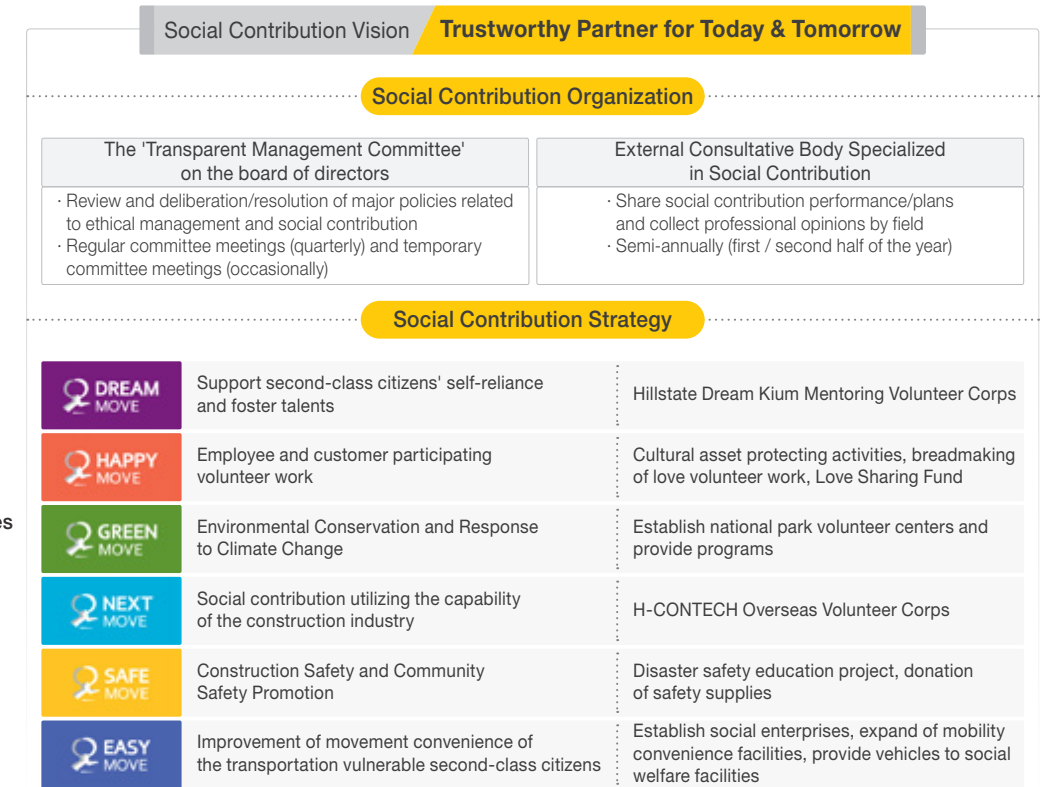 Social Contribution Vision Trustworthy Partner for Today & Tomorrow
Social Contribution Organization
The 'Transparent Management Committee'
on the board of directors
· Review and deliberation/resolution of major policies related
to ethical management and social contribution
· Regular committee meetings (quarterly) and temporary
committee meetings (occasionally)
External Consultative Body Specialized
in Social Contribution
· Share social contribution performance/plans
and collect professional opinions by field
· Semi-annually (first / second half of the year)
Social Contribution Strategy
DREAM
MOVE
Support second-class citizens' self-reliance
and foster talents
Hillstate Dream Kium Mentoring Volunteer Corps
HAPPY
MOVE
Employee and customer participating
volunteer work
Cultural asset protecting activities, breadmaking
of love volunteer work, Love Sharing Fund
es
GREEN
MOVE
Environmental Conservation and Response
to Climate Change
Establish national park volunteer centers and
provide programs
NEXT
MOVE
Social contribution utilizing the capability
of the construction industry
H-CONTECH Overseas Volunteer Corps
SAFE
MOVE
Construction Safety and Community
Safety Promotion
Disaster safety education project, donation
of safety supplies
EASY
MOVE
Improvement of movement convenience of
the transportation vulnerable second-class citizens
Establish social enterprises, expand of mobility
convenience facilities, provide vehicles to social
welfare facilities